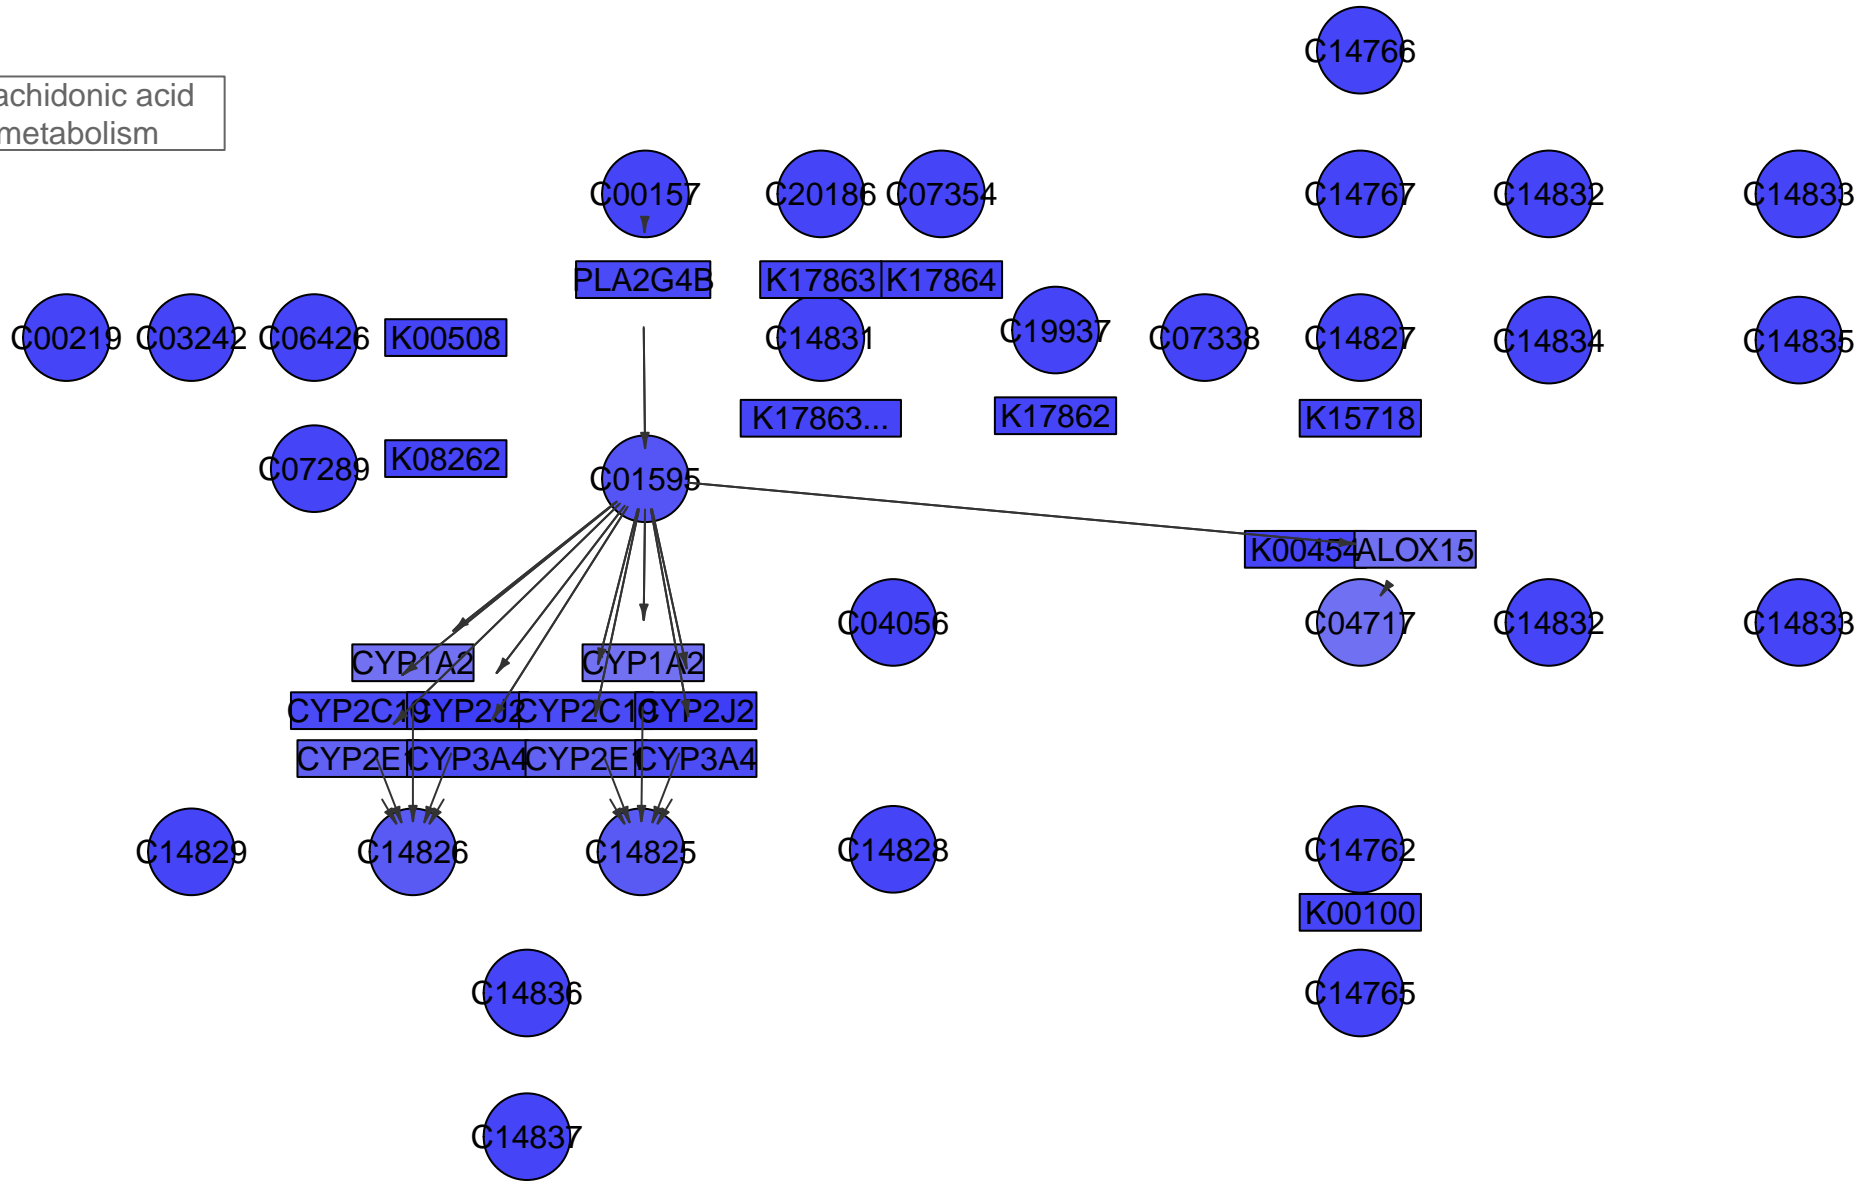 C14766
achidonic acid
metabolism
C00157
C20186
C07354
C14767
C14832
C14833
PLA2G4B
K17863
K17864
C00219
C03242
C06426
K00508
C14831
C19937
C07338
C14827
C14834
C14835
K17863...
K17862
K15718
C07289
K08262
C01595
K00454
ALOX15
C04056
C04717
C14832
C14833
CYP1A2
CYP1A2
CYP2C19
CYP2J2
CYP2C19
CYP2J2
CYP2E1
CYP3A4
CYP2E1
CYP3A4
C14829
C14826
C14825
C14828
C14762
K00100
C14836
C14765
C14837